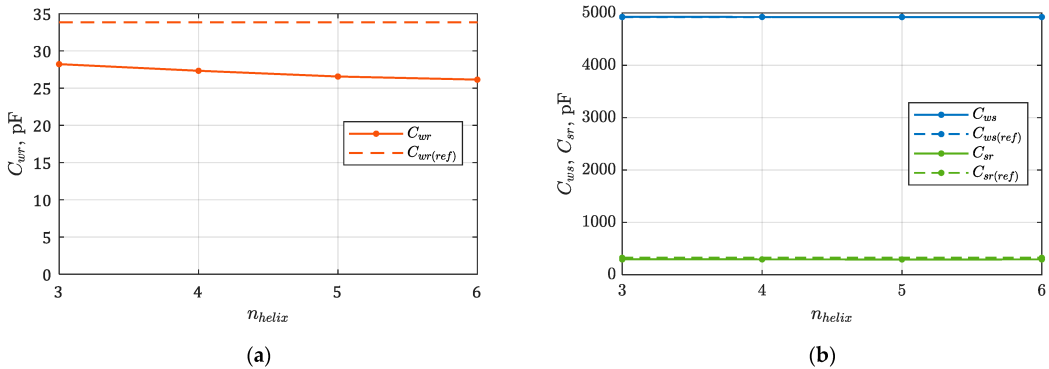 35
30
25
20
15
10
5
0
3 4 5 6
C_wr, pF
n_helix
C_wr
C_wr(ref)
(a)
5000
4000
3000
2000
1000
0
3 4 5 6
C_ws, C_sr, pF
n_helix
C_ws
C_ws(ref)
C_sr
C_sr(ref)
(b)